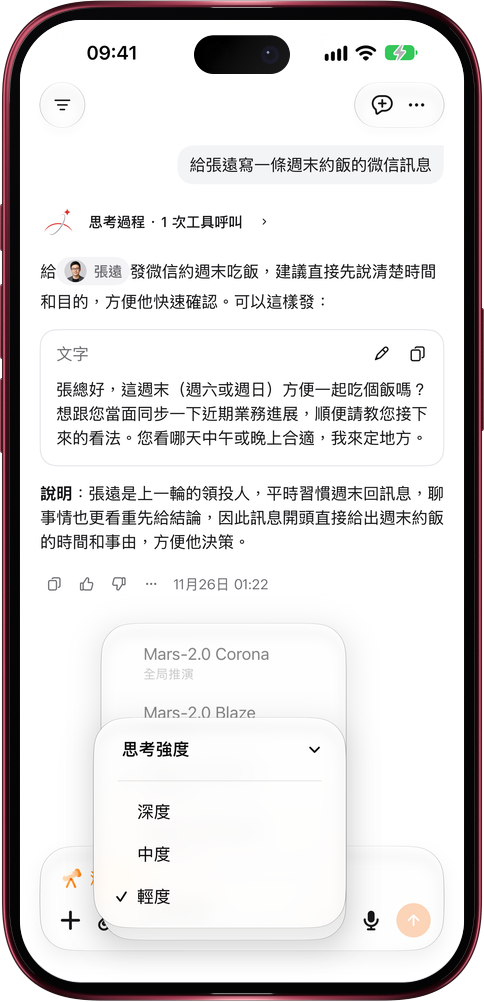 09:41
給張遠寫一條週末約飯的微信訊息
思考過程 · 1 次工具呼叫
給 張遠 發微信約週末吃飯，建議直接先說清楚時間
和目的，方便他快速確認。可以這樣發：
文字
張總好，這週末（週六或週日）方便一起吃個飯嗎？
想跟您當面同步一下近期業務進展，順便請教您接下
來的看法。您看哪天中午或晚上合適，我來定地方。
說明：張遠是上一輪的領投人，平時習慣週末回訊息，聊
事情也更看重先給結論，因此訊息開頭直接給出週末約飯
的時間和事由，方便他決策。
11月26日 01:22
Mars-2.0 Corona
全局推演
Mars-2.0 Blaze
思考強度
深度
中度
輕度